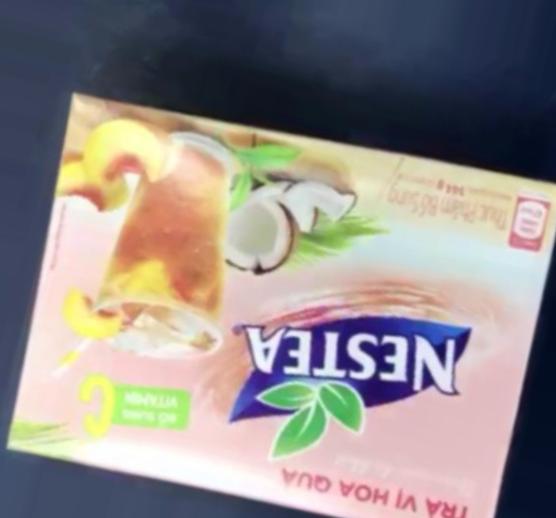 TRÀ VỊ HOA QUẢ
NESTEA
BỔ SUNG
VITAMIN
C
Thực Phẩm Bổ Sung
144 g